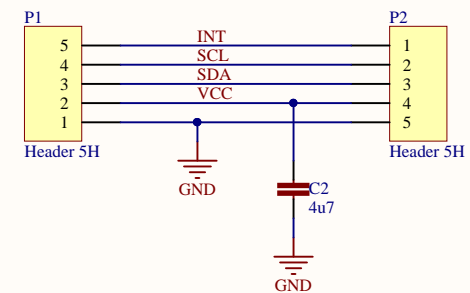 P1
P2
5 INT 1
4 SCL 2
3 SDA 3
2 VCC 4
1 5
Header 5H
Header 5H
GND
C2
4u7
GND